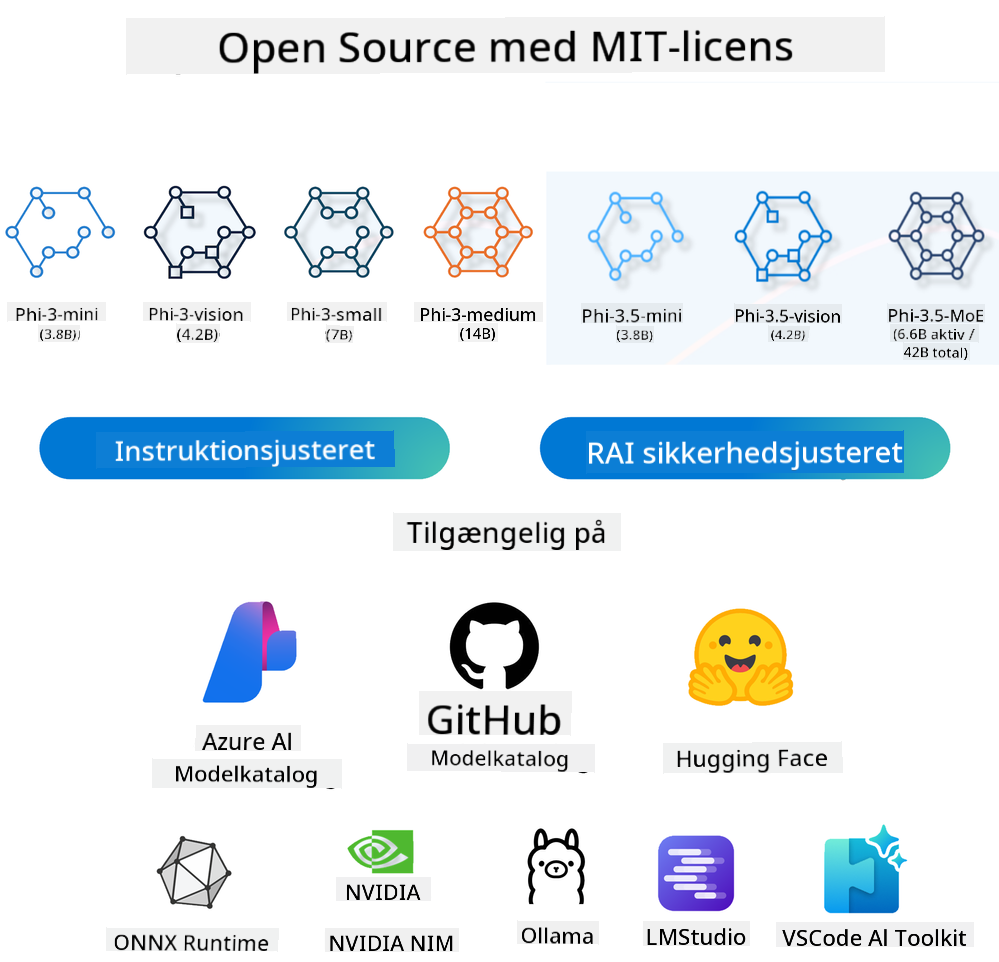 Open Source med MIT-licens
Phi-3-mini
(3.8B)
Phi-3-vision
(4.2B)
Phi-3-small
(7B)
Phi-3-medium
(14B)
Phi-3.5-mini
(3.8B)
Phi-3.5-vision
(4.2B)
Phi-3.5-MoE
(6.6B aktiv /
42B total)
Instruktionsjusteret
RAI sikkerhedsjusteret
Tilgængelig på
Azure AI
Modelkatalog
GitHub
Modelkatalog
Hugging Face
ONNX Runtime
NVIDIA
NVIDIA NIM
Ollama
LMStudio
VSCode AI Toolkit